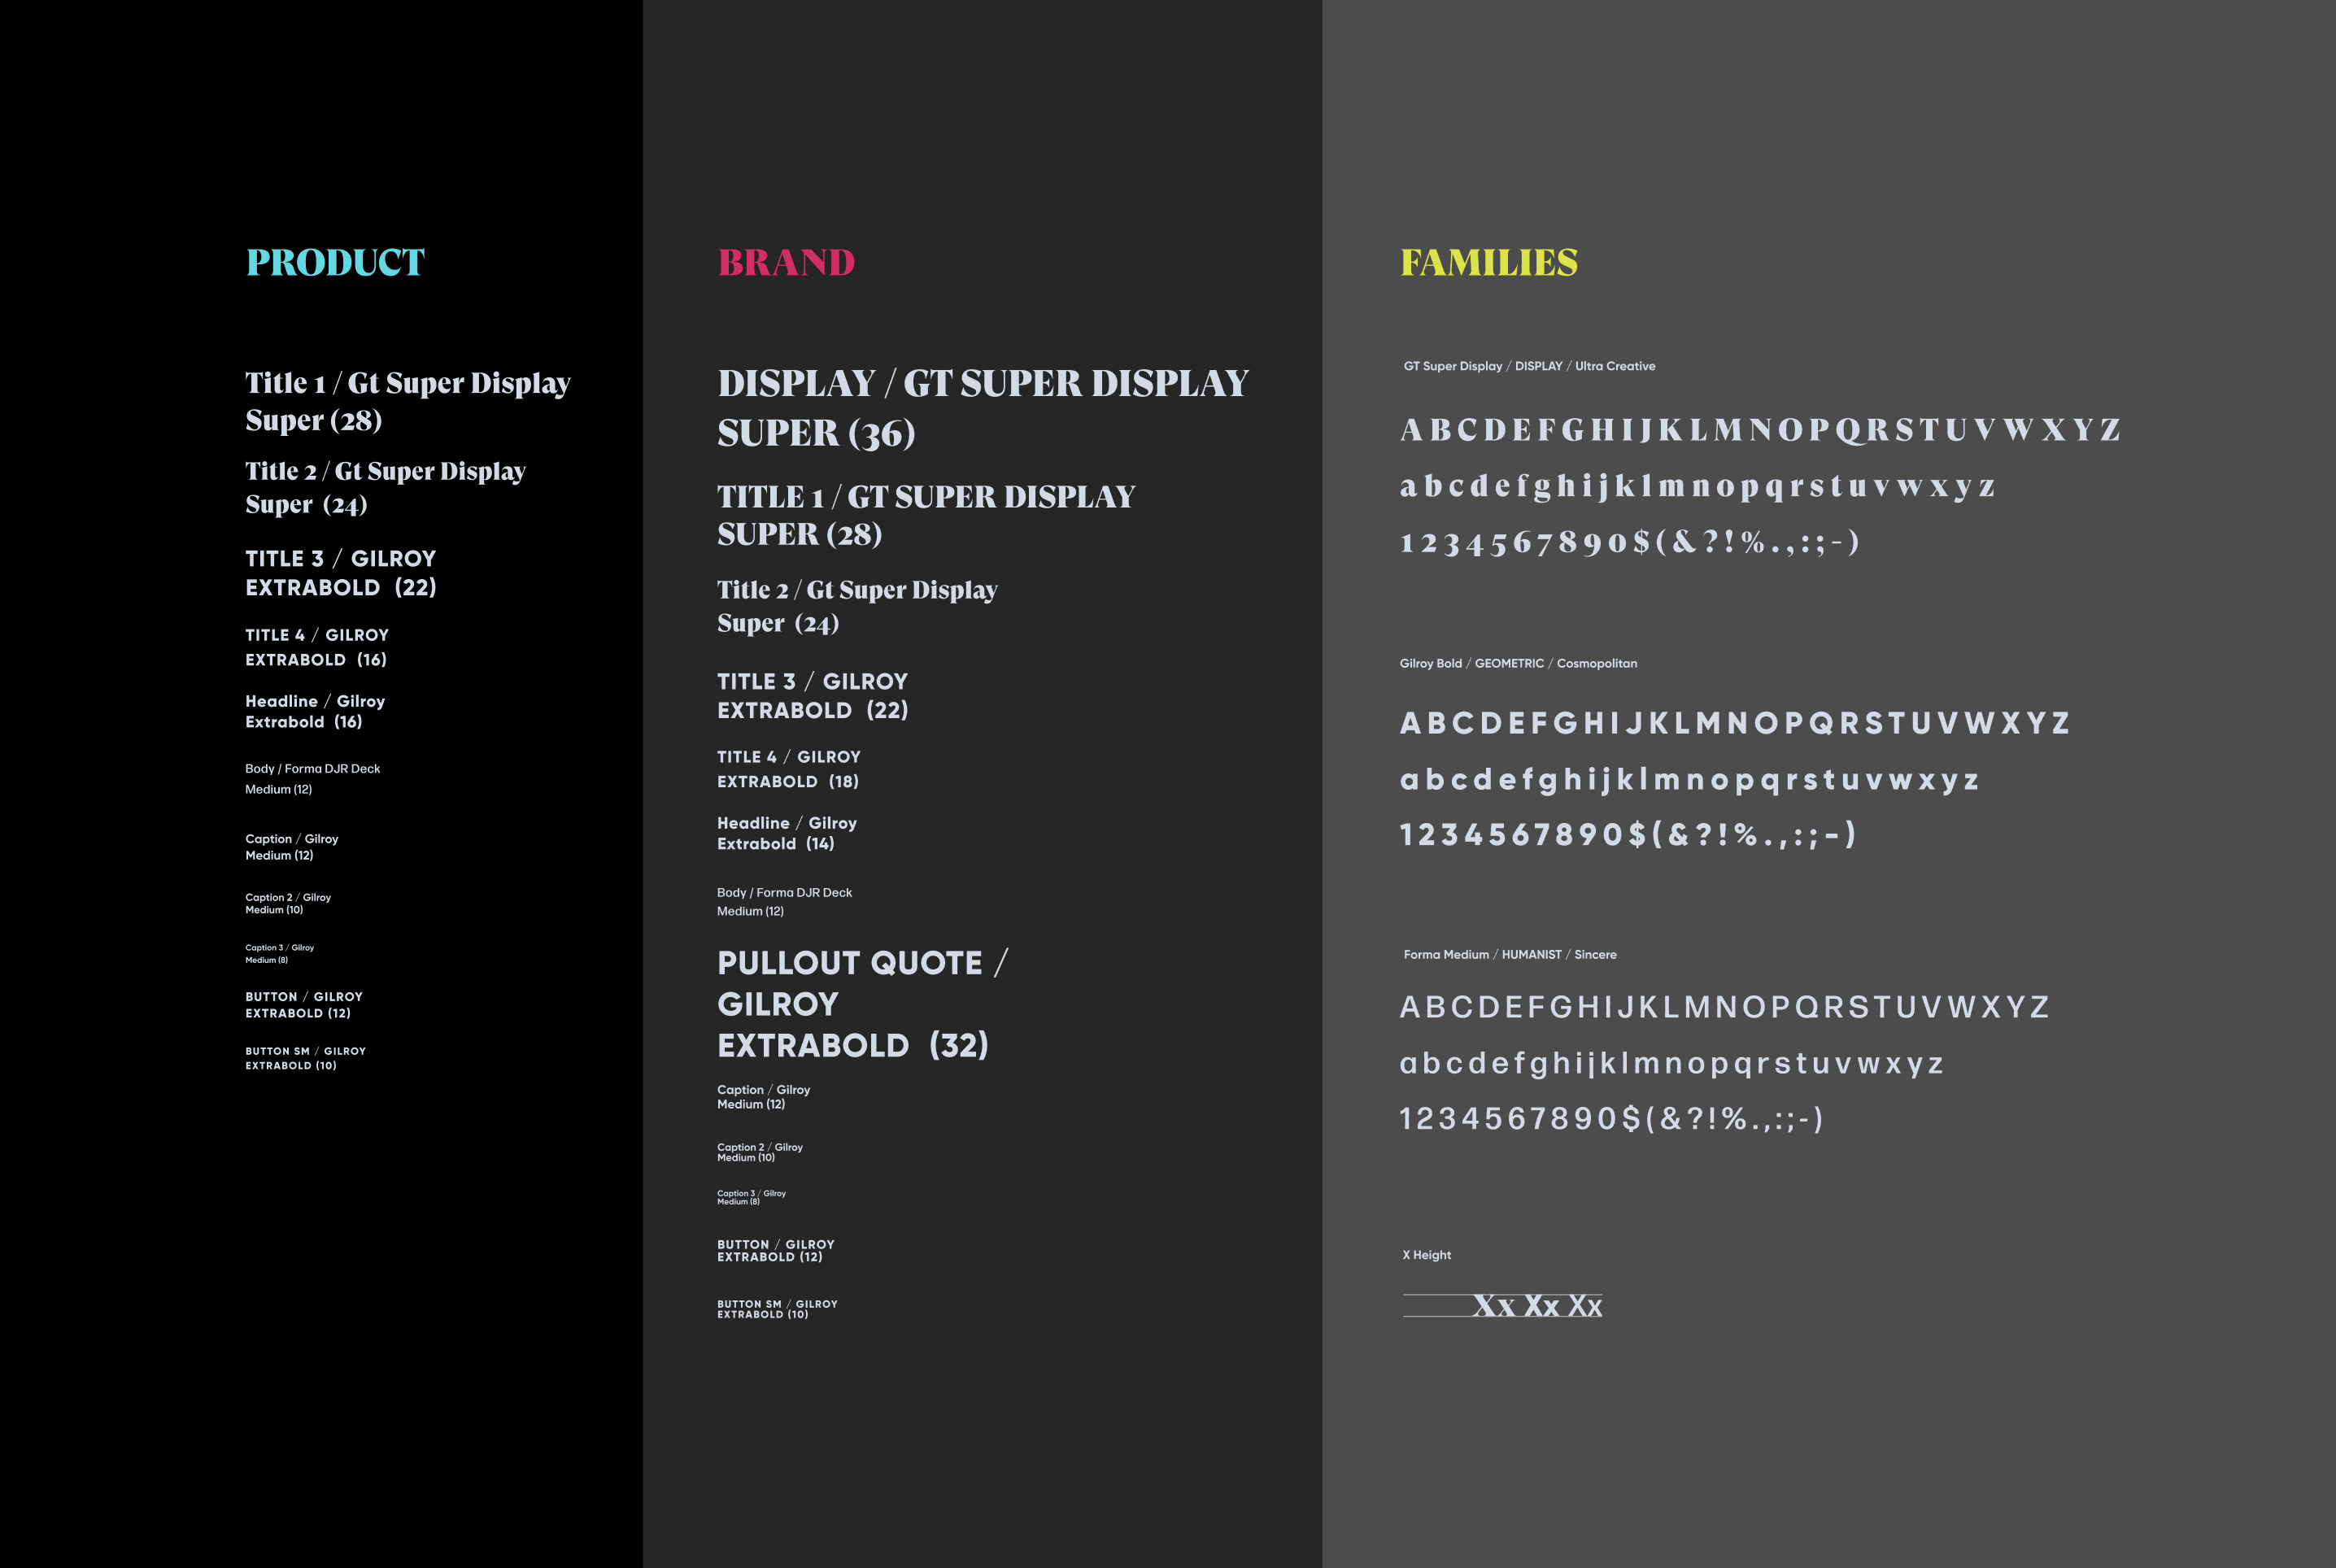 PRODUCT
Title 1 / Gt Super Display
Super (28)
Title 2 / Gt Super Display
Super (24)
TITLE 3 / GILROY
EXTRABOLD (22)
TITLE 4 / GILROY
EXTRABOLD (16)
Headline / Gilroy
Extrabold (16)
Body / Forma DJR Deck
Medium (12)
Caption / Gilroy
Medium (12)
Caption 2 / Gilroy
Medium (10)
Caption 3 / Gilroy
Medium (8)
BUTTON / GILROY
EXTRABOLD (12)
BUTTON SM / GILROY
EXTRABOLD (10)
BRAND
DISPLAY / GT SUPER DISPLAY
SUPER (36)
TITLE 1 / GT SUPER DISPLAY
SUPER (28)
Title 2 / Gt Super Display
Super (24)
TITLE 3 / GILROY
EXTRABOLD (22)
TITLE 4 / GILROY
EXTRABOLD (18)
Headline / Gilroy
Extrabold (14)
Body / Forma DJR Deck
Medium (12)
PULLOUT QUOTE /
GILROY
EXTRABOLD (32)
Caption / Gilroy
Medium (12)
Caption 2 / Gilroy
Medium (10)
Caption 3 / Gilroy
Medium (8)
BUTTON / GILROY
EXTRABOLD (12)
BUTTON SM / GILROY
EXTRABOLD (10)
FAMILIES
GT Super Display / DISPLAY / Ultra Creative
A B C D E F G H I J K L M N O P Q R S T U V W X Y Z
a b c d e f g h i j k l m n o p q r s t u v w x y z
1 2 3 4 5 6 7 8 9 0 $ ( & ? ! % . , : ; - )
Gilroy Bold / GEOMETRIC / Cosmopolitan
A B C D E F G H I J K L M N O P Q R S T U V W X Y Z
a b c d e f g h i j k l m n o p q r s t u v w x y z
1 2 3 4 5 6 7 8 9 0 $ ( & ? ! % . , : ; - )
Forma Medium / HUMANIST / Sincere
A B C D E F G H I J K L M N O P Q R S T U V W X Y Z
a b c d e f g h i j k l m n o p q r s t u v w x y z
1 2 3 4 5 6 7 8 9 0 $ ( & ? ! % . , : ; - )
X Height
Xx Xx Xx